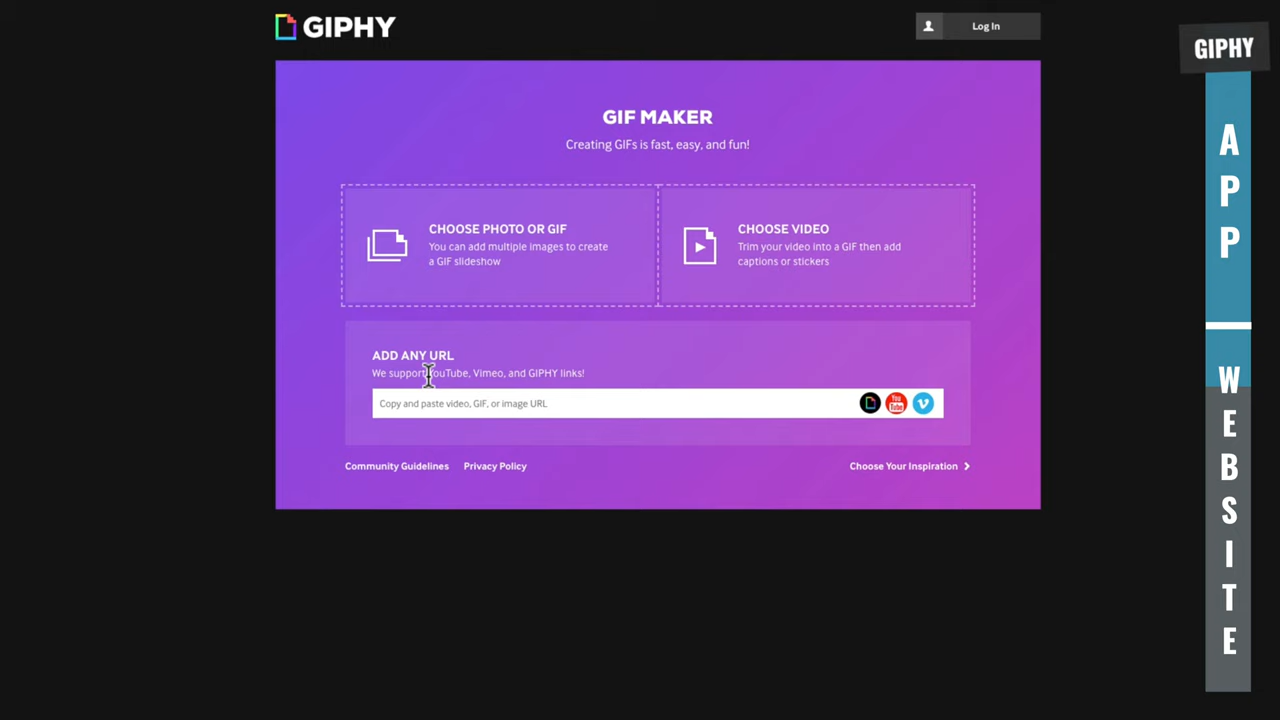 GIPHY
Log In
GIF MAKER
Creating GIFs is fast, easy, and fun!
CHOOSE PHOTO OR GIF
You can add multiple images to create
a GIF slideshow
CHOOSE VIDEO
Trim your video into a GIF then add
captions or stickers
ADD ANY URL
We support YouTube, Vimeo, and GIPHY links!
Copy and paste video, GIF, or image URL
You
Tube
Community Guidelines
Privacy Policy
Choose Your Inspiration
GIPHY
APP
WEBSITE